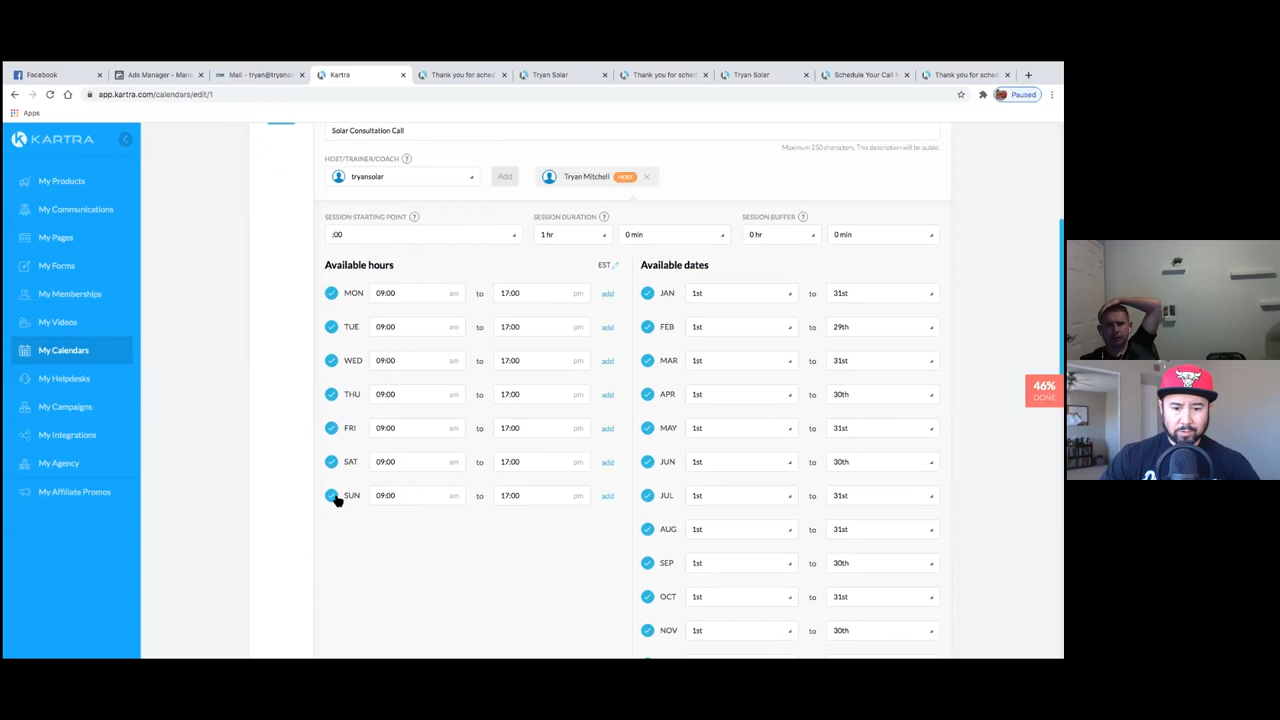 Facebook
Ads Manager - Mana
Mail - tryan@tryanso
Kartra
Thank you for sched
Tryan Solar
Thank you for sched
Tryan Solar
Schedule Your Call
Thank you for sched
app.kartra.com/calendars/edit/1
Paused
Apps
KARTRA
My Products
My Communications
My Pages
My Forms
My Memberships
My Videos
My Calendars
My Helpdesks
My Campaigns
My Integrations
My Agency
My Affiliate Promos
Solar Consultation Call
Maximum 250 characters. This description will be public.
HOST/TRAINER/COACH ?
tryansolar Add Tryan Mitchell HOST
SESSION STARTING POINT ? SESSION DURATION ? SESSION BUFFER ?
:00 1 hr 0 min 0 hr 0 min
Available hours EST Available dates
MON 09:00 am to 17:00 pm add JAN 1st to 31st
TUE 09:00 am to 17:00 pm add FEB 1st to 29th
WED 09:00 am to 17:00 pm add MAR 1st to 31st
THU 09:00 am to 17:00 pm add APR 1st to 30th
FRI 09:00 am to 17:00 pm add MAY 1st to 31st
SAT 09:00 am to 17:00 pm add JUN 1st to 30th
SUN 09:00 am to 17:00 pm add JUL 1st to 31st
AUG 1st to 31st
SEP 1st to 30th
OCT 1st to 31st
NOV 1st to 30th
46%
DONE